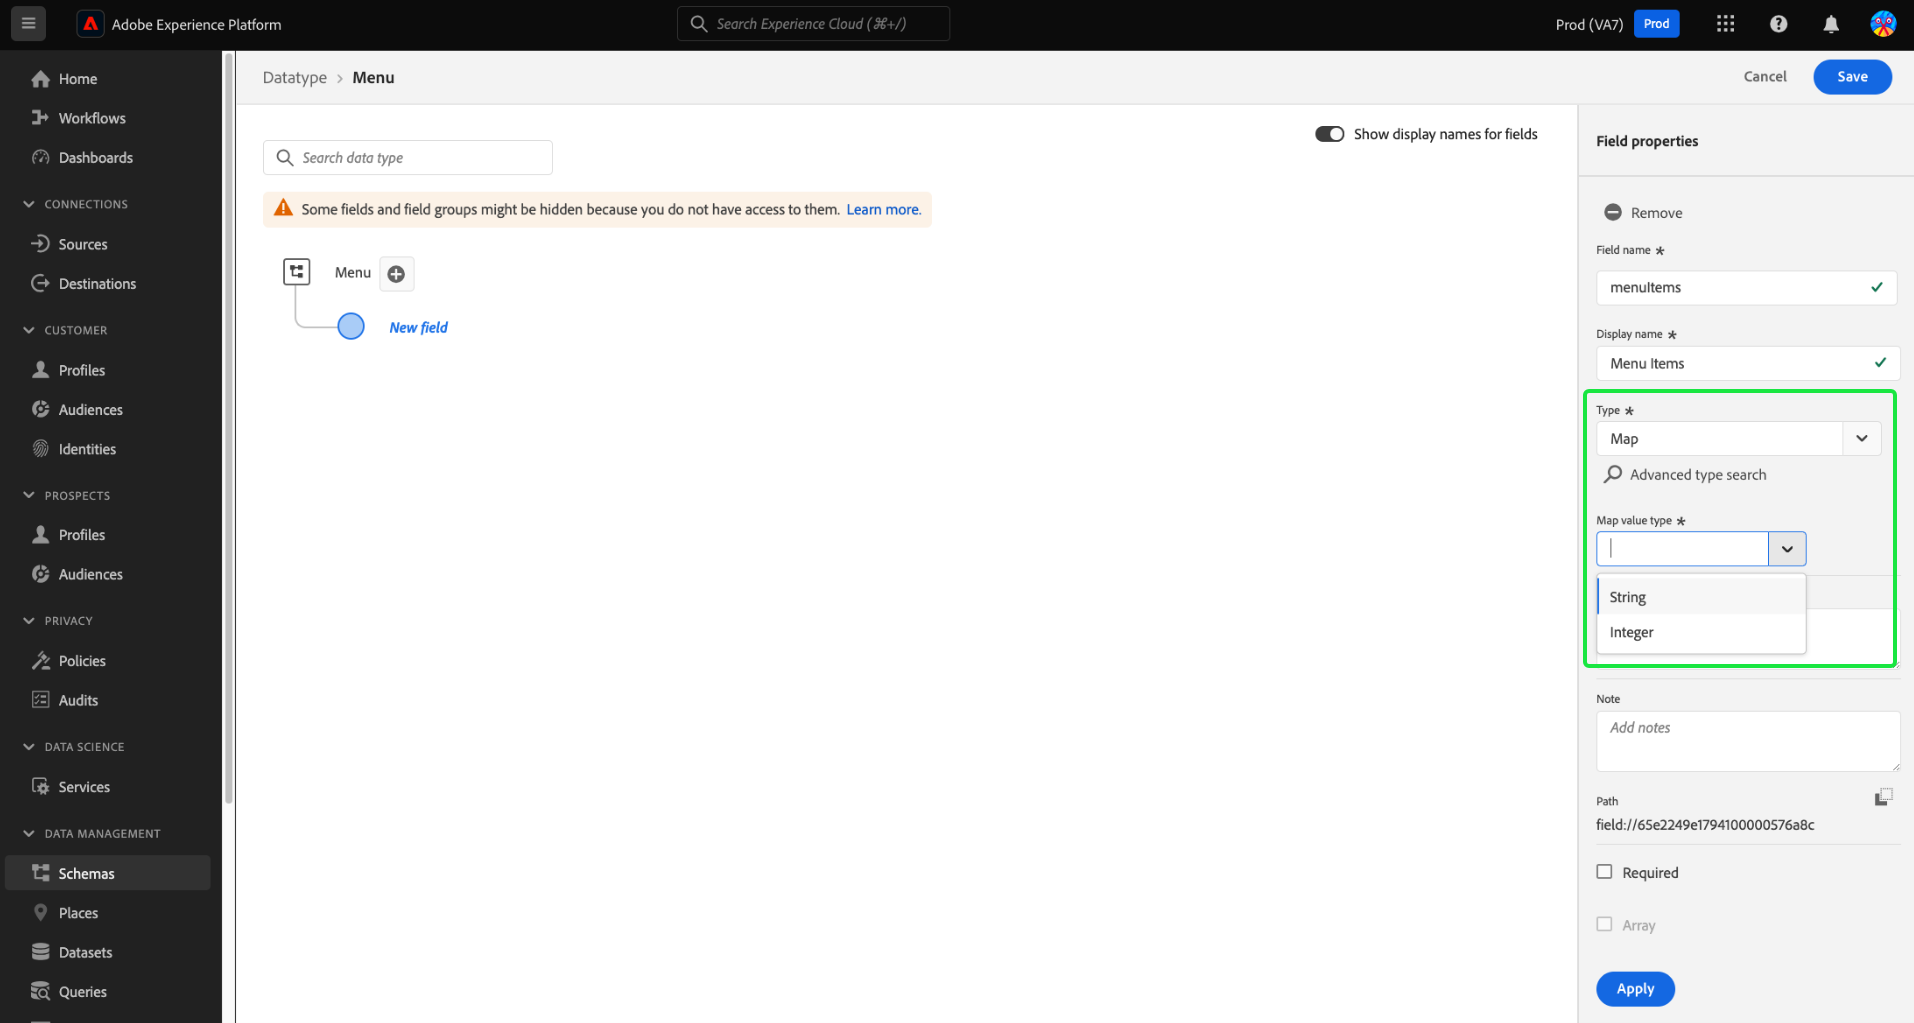 Adobe Experience Platform
Search Experience Cloud (⌘+/)
Prod (VA7)
Prod
Home
Workflows
Dashboards
CONNECTIONS
Sources
Destinations
CUSTOMER
Profiles
Audiences
Identities
PROSPECTS
Profiles
Audiences
PRIVACY
Policies
Audits
DATA SCIENCE
Services
DATA MANAGEMENT
Schemas
Places
Datasets
Queries
Datatype > Menu
Cancel
Save
Search data type
Show display names for fields
Some fields and field groups might be hidden because you do not have access to them. Learn more.
Menu
New field
Field properties
Remove
Field name *
menuItems
Display name *
Menu Items
Type *
Map
Advanced type search
Map value type *
String
Integer
Note
Add notes
Path
field://65e2249e1794100000576a8c
Required
Array
Apply